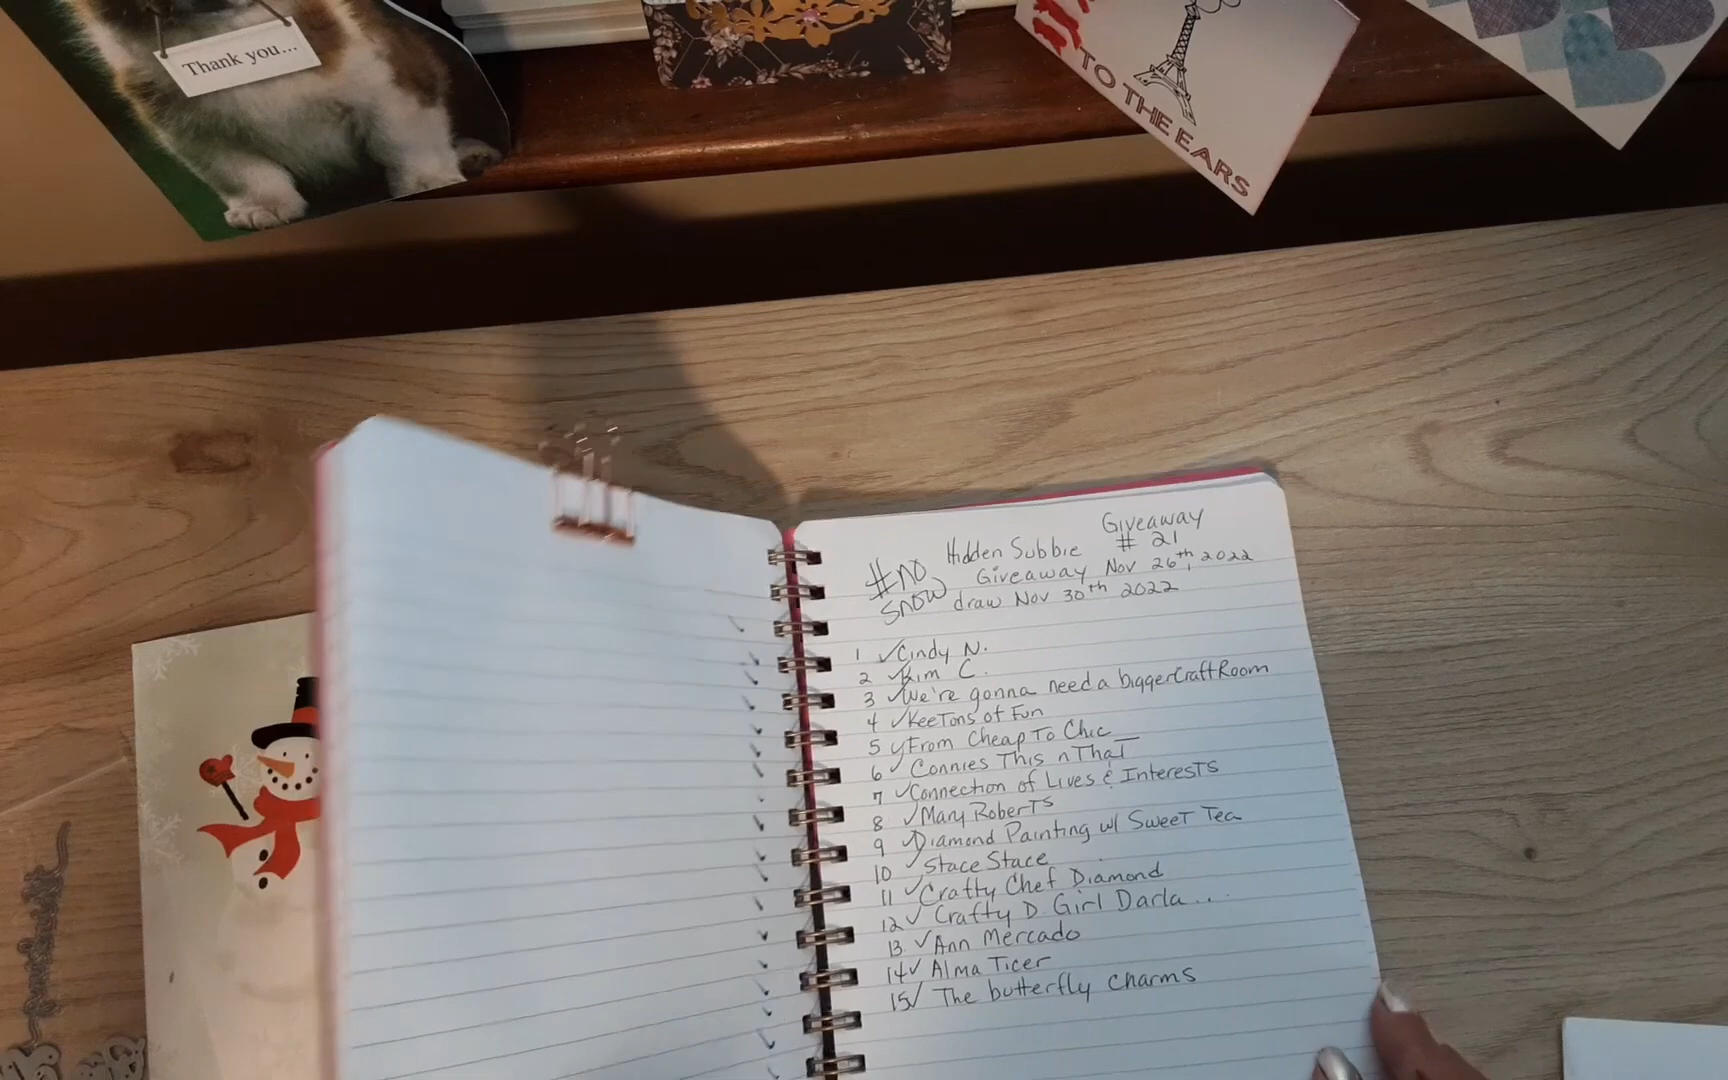 Thank you...
TO THE EARS
Giveaway
Hidden Subbie # 21
#no Giveaway Nov 26th, 2022
snow draw Nov 30th 2022
1 ✓ Cindy N.
2 ✓ Kim C.
3 ✓ We're gonna need a biggerCraftRoom
4 ✓ KeeTons of Fun
5 ✓ From Cheap To Chic
6 ✓ Connies This n That
7 ✓ Connection of Lives & Interests
8 ✓ Mary Roberts
9 ✓ Diamond Painting w/ Sweet Tea
10 ✓ Stace Stace
11 ✓ Crafty Chef Diamond
12 ✓ Crafty D. Girl Darla...
13 ✓ Ann Mercado
14 ✓ Alma Ticer
15 ✓ The butterfly charms